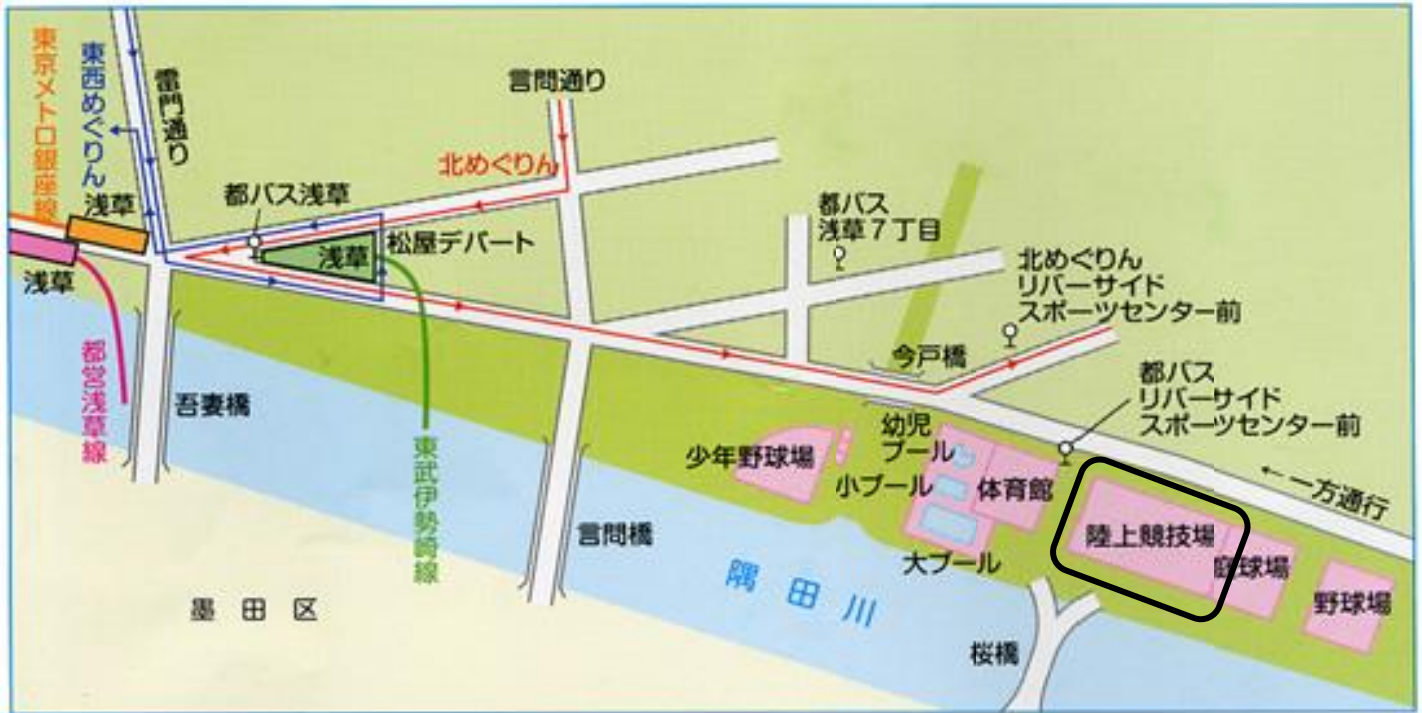 東京メトロ銀座線
東西めぐりん
雷門通り
言問通り
北めぐりん
浅草
都バス浅草
松屋デパート
浅草
浅草
都バス
浅草7丁目
北めぐりん
リバーサイド
スポーツセンター前
今戸橋
都バス
リバーサイド
スポーツセンター前
都営浅草線
吾妻橋
東武伊勢崎線
少年野球場
幼児
プール
小プール
体育館
大プール
陸上競技場
庭球場
野球場
←一方通行
言問橋
隅田川
墨田区
桜橋